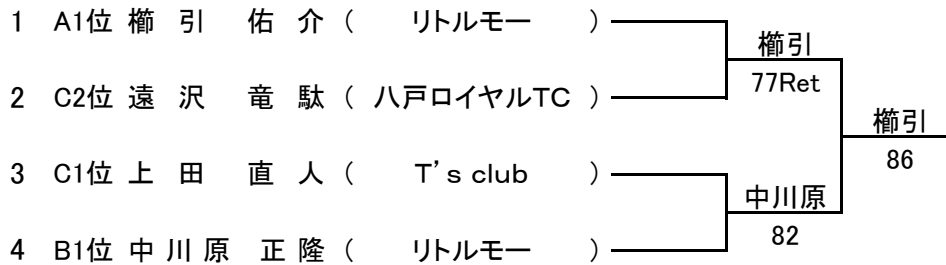 1 A1位 櫛 引 佑 介 ( リトルモー )
櫛引
77Ret
2 C2位 遠 沢 竜 駄 ( 八戸ロイヤルTC )
櫛引
86
3 C1位 上 田 直 人 ( T's club )
中川原
82
4 B1位 中 川 原 正 隆 ( リトルモー )